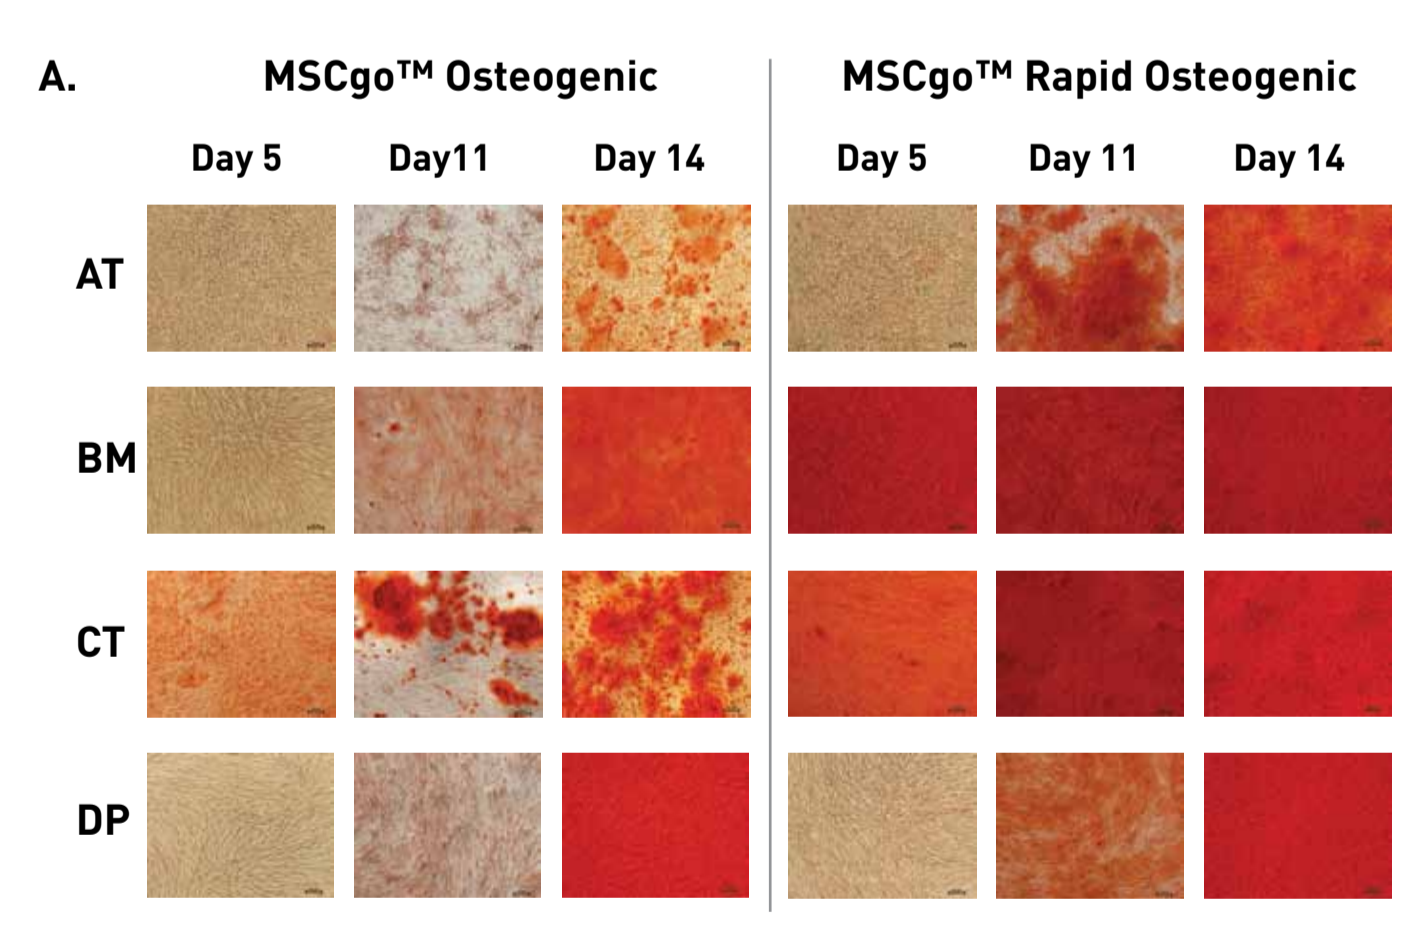 A.
MSCgo™ Osteogenic
MSCgo™ Rapid Osteogenic
Day 5
Day11
Day 14
Day 5
Day 11
Day 14
AT
BM
CT
DP